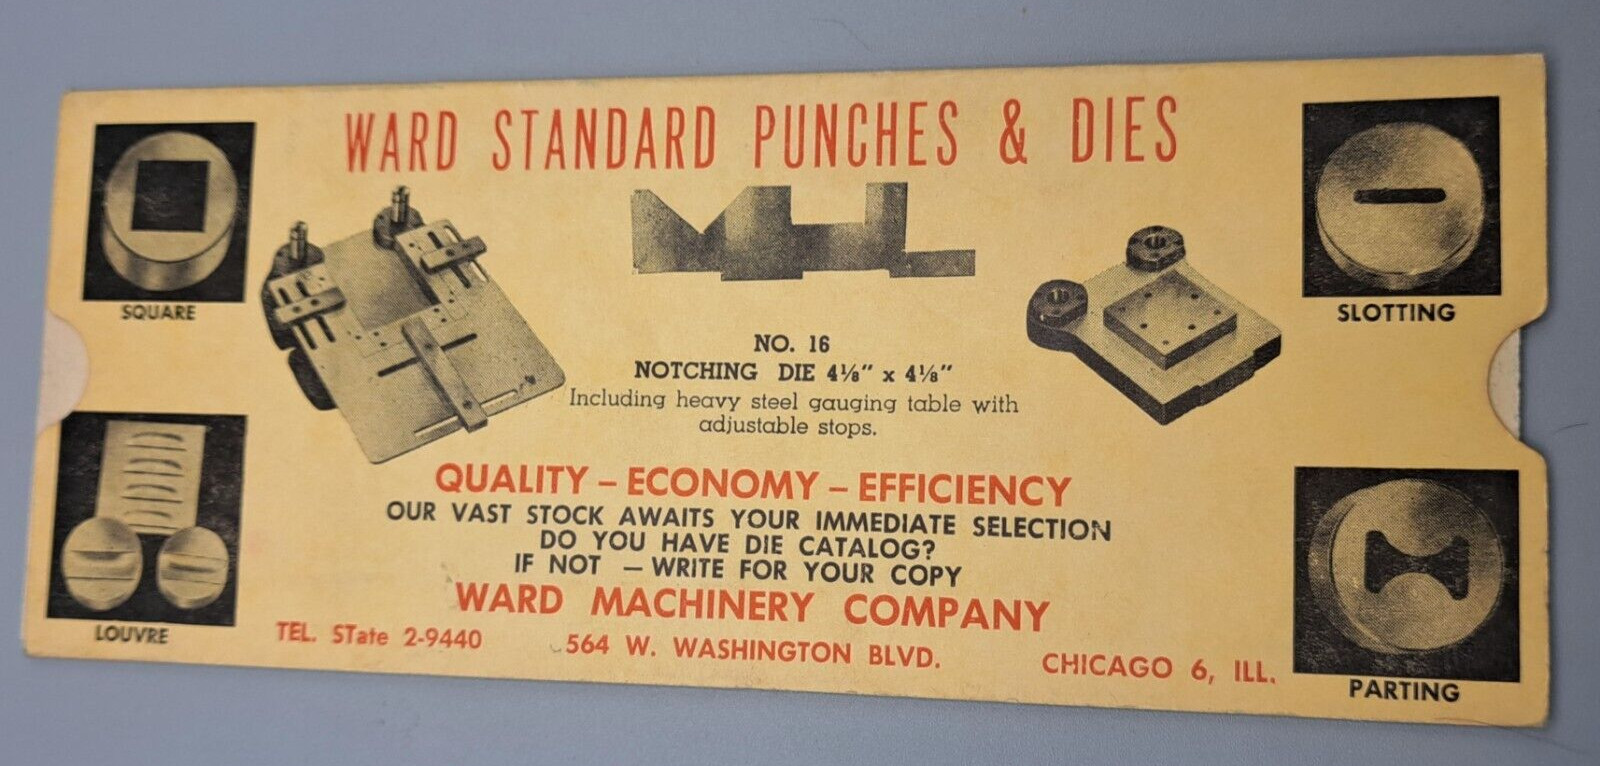 WARD STANDARD PUNCHES & DIES
SQUARE
SLOTTING
NO. 16
NOTCHING DIE 4⅛" x 4⅛"
Including heavy steel gauging table with
adjustable stops.
QUALITY – ECONOMY – EFFICIENCY
OUR VAST STOCK AWAITS YOUR IMMEDIATE SELECTION
DO YOU HAVE DIE CATALOG?
IF NOT – WRITE FOR YOUR COPY
WARD MACHINERY COMPANY
LOUVRE
TEL. STate 2-9440
564 W. WASHINGTON BLVD.
CHICAGO 6, ILL.
PARTING